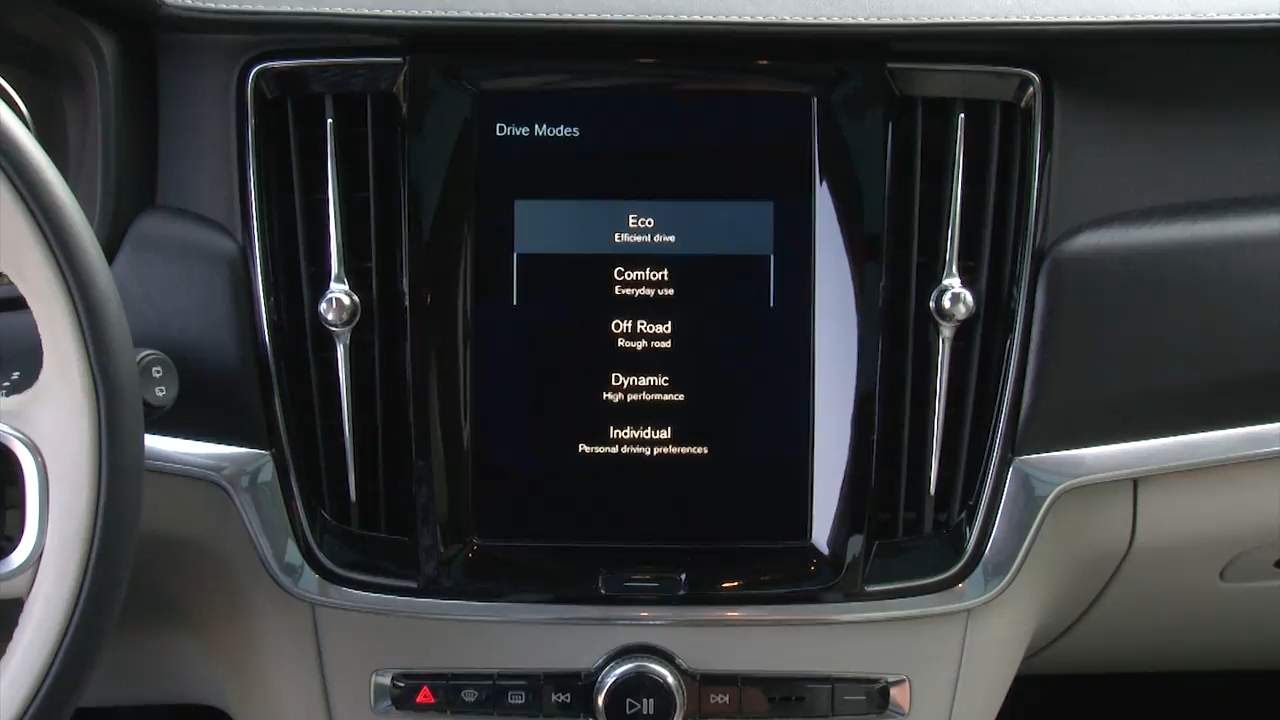 Drive Modes
Eco
Efficient drive
Comfort
Everyday use
Off Road
Rough road
Dynamic
High performance
Individual
Personal driving preferences